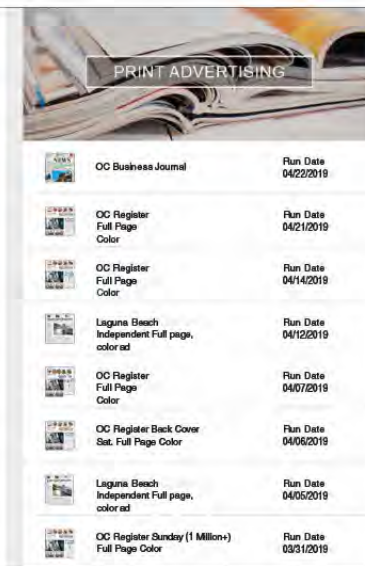 PRINT ADVERTISING
NEWS
OC Business Journal
Run Date
04/22/2019
OC Register
Full Page
Color
Run Date
04/21/2019
OC Register
Full Page
Color
Run Date
04/14/2019
Laguna Beach
Independent Full page,
color ad
Run Date
04/12/2019
OC Register
Full Page
Color
Run Date
04/07/2019
OC Register Back Cover
Sat. Full Page Color
Run Date
04/06/2019
Laguna Beach
Independent Full page,
color ad
Run Date
04/05/2019
OC Register Sunday (1 Million+)
Full Page Color
Run Date
03/31/2019